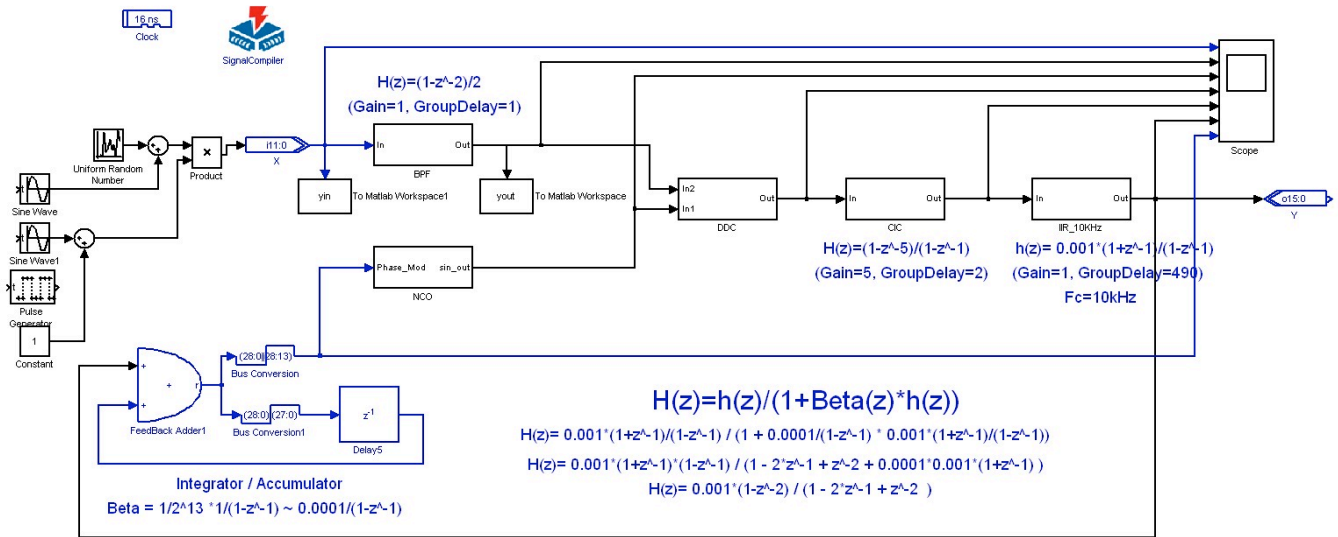 16 ns
Clock
SignalCompiler
H(z)=(1-z^-2)/2
(Gain=1, GroupDelay=1)
Uniform Random
Number
Product
i11:0
X
In
Out
BPF
Scope
yin
To Matlab Workspace1
yout
To Matlab Workspace
Sine Wave
In2
In1
Out
DDC
In
Out
CIC
In
Out
IIR_10KHz
o15:0
Y
H(z)=(1-z^-5)/(1-z^-1)
(Gain=5, GroupDelay=2)
h(z)= 0.001*(1+z^-1)/(1-z^-1)
(Gain=1, GroupDelay=490)
Fc=10kHz
Sine Wave1
Phase_Mod
sin_out
NCO
Pulse
Generator
1
Constant
+
+
+
r
FeedBack Adder1
(28:0)(28:13)
Bus Conversion
(28:0)(27:0)
Bus Conversion1
z-1
Delay5
H(z)=h(z)/(1+Beta(z)*h(z))
H(z)= 0.001*(1+z^-1)/(1-z^-1) / (1 + 0.0001/(1-z^-1) * 0.001*(1+z^-1)/(1-z^-1))
H(z)= 0.001*(1+z^-1)*(1-z^-1) / (1 - 2*z^-1 + z^-2 + 0.0001*0.001*(1+z^-1) )
H(z)= 0.001*(1-z^-2) / (1 - 2*z^-1 + z^-2 )
Integrator / Accumulator
Beta = 1/2^13 *1/(1-z^-1) ~ 0.0001/(1-z^-1)